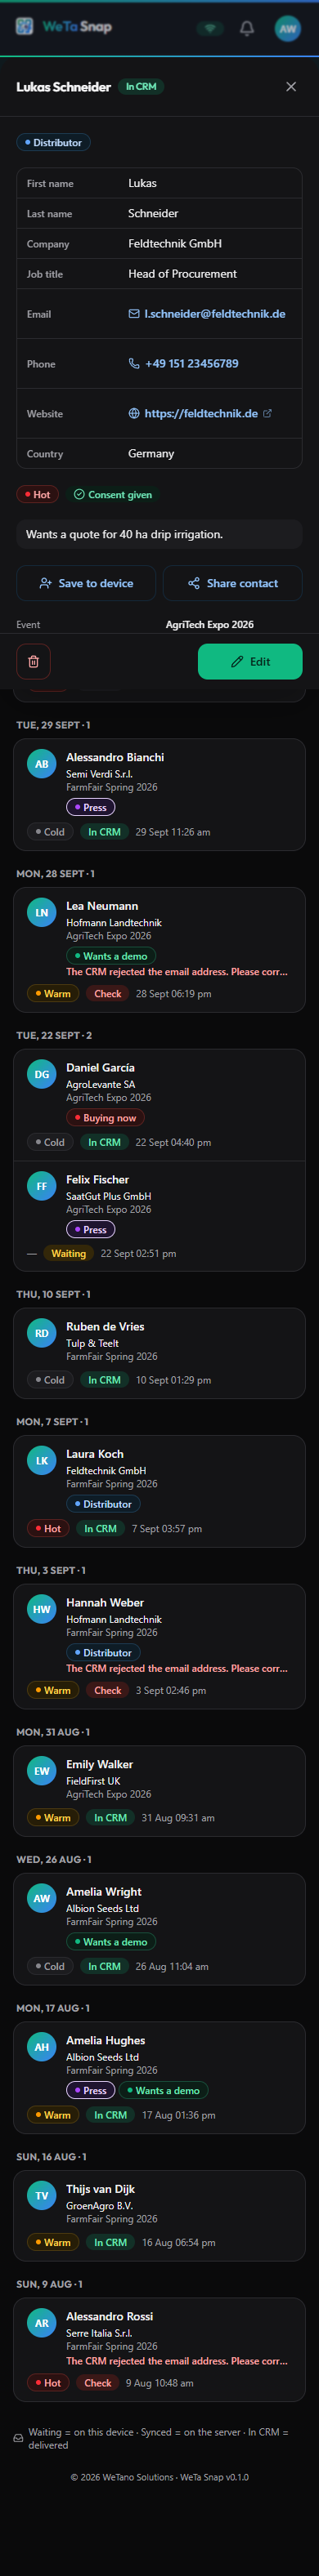 WeTa Snap
AW
Lukas Schneider In CRM
Distributor
First name Lukas
Last name Schneider
Company Feldtechnik GmbH
Job title Head of Procurement
Email l.schneider@feldtechnik.de
Phone +49 151 23456789
Website https://feldtechnik.de
Country Germany
Hot Consent given
Wants a quote for 40 ha drip irrigation.
Save to device Share contact
Event AgriTech Expo 2026
Edit
TUE, 29 SEPT · 1
AB Alessandro Bianchi
Semi Verdi S.r.l.
FarmFair Spring 2026
Press
Cold In CRM 29 Sept 11:26 am
MON, 28 SEPT · 1
LN Lea Neumann
Hofmann Landtechnik
AgriTech Expo 2026
Wants a demo
The CRM rejected the email address. Please corr...
Warm Check 28 Sept 06:19 pm
TUE, 22 SEPT · 2
DG Daniel García
AgroLevante SA
AgriTech Expo 2026
Buying now
Cold In CRM 22 Sept 04:40 pm
FF Felix Fischer
SaatGut Plus GmbH
AgriTech Expo 2026
Press
— Waiting 22 Sept 02:51 pm
THU, 10 SEPT · 1
RD Ruben de Vries
Tulp & Teelt
FarmFair Spring 2026
Cold In CRM 10 Sept 01:29 pm
MON, 7 SEPT · 1
LK Laura Koch
Feldtechnik GmbH
FarmFair Spring 2026
Distributor
Hot In CRM 7 Sept 03:57 pm
THU, 3 SEPT · 1
HW Hannah Weber
Hofmann Landtechnik
FarmFair Spring 2026
Distributor
The CRM rejected the email address. Please corr...
Warm Check 3 Sept 02:46 pm
MON, 31 AUG · 1
EW Emily Walker
FieldFirst UK
AgriTech Expo 2026
Warm In CRM 31 Aug 09:31 am
WED, 26 AUG · 1
AW Amelia Wright
Albion Seeds Ltd
FarmFair Spring 2026
Wants a demo
Cold In CRM 26 Aug 11:04 am
MON, 17 AUG · 1
AH Amelia Hughes
Albion Seeds Ltd
FarmFair Spring 2026
Press Wants a demo
Warm In CRM 17 Aug 01:36 pm
SUN, 16 AUG · 1
TV Thijs van Dijk
GroenAgro B.V.
FarmFair Spring 2026
Warm In CRM 16 Aug 06:54 pm
SUN, 9 AUG · 1
AR Alessandro Rossi
Serre Italia S.r.l.
FarmFair Spring 2026
The CRM rejected the email address. Please corr...
Hot Check 9 Aug 10:48 am
Waiting = on this device · Synced = on the server · In CRM =
delivered
© 2026 WeTano Solutions · WeTa Snap v0.1.0